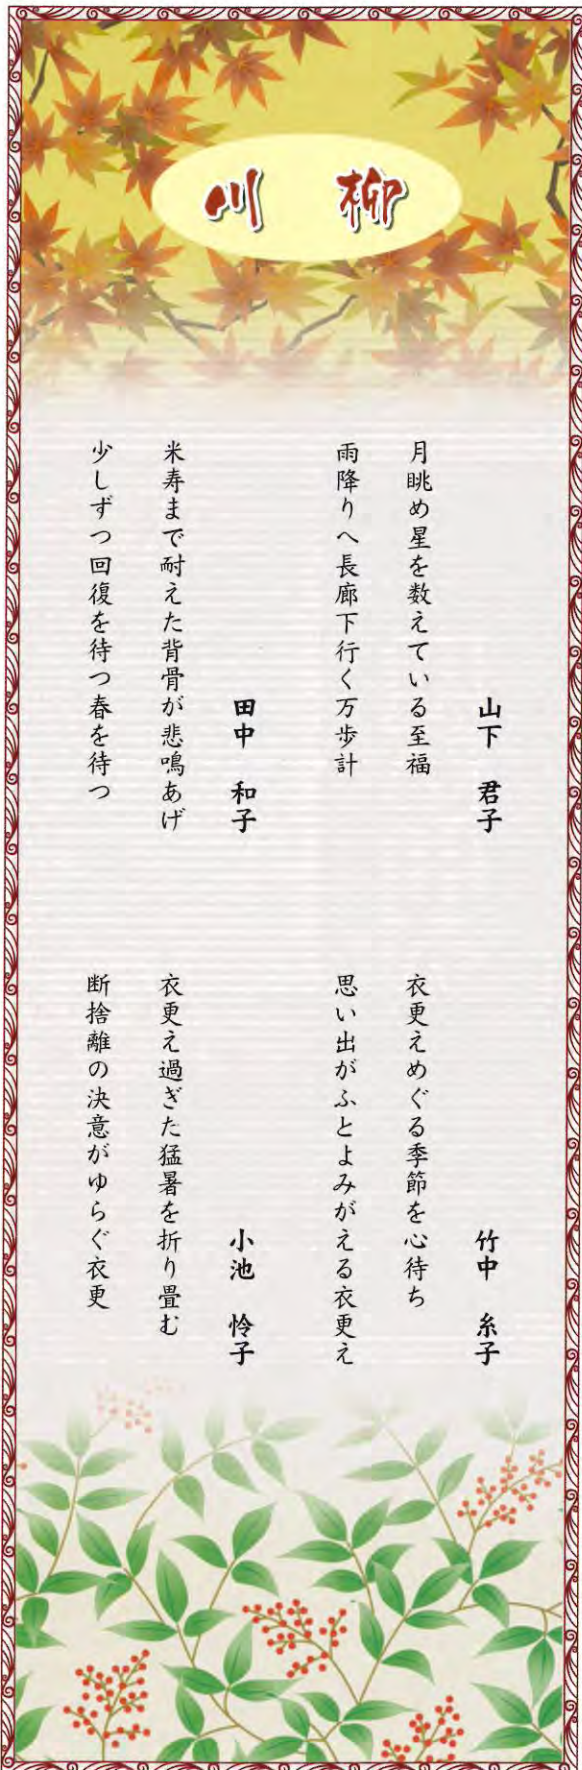 川　柳
山下　君子
月眺め星を数えている至福
雨降りへ長廊下行く万歩計
田中　和子
米寿まで耐えた背骨が悲鳴あげ
少しずつ回復を待つ春を待つ
竹中　糸子
衣更えめぐる季節を心待ち
思い出がふとよみがえる衣更え
小池　怜子
衣更え過ぎた猛暑を折り畳む
断捨離の決意がゆらぐ衣更